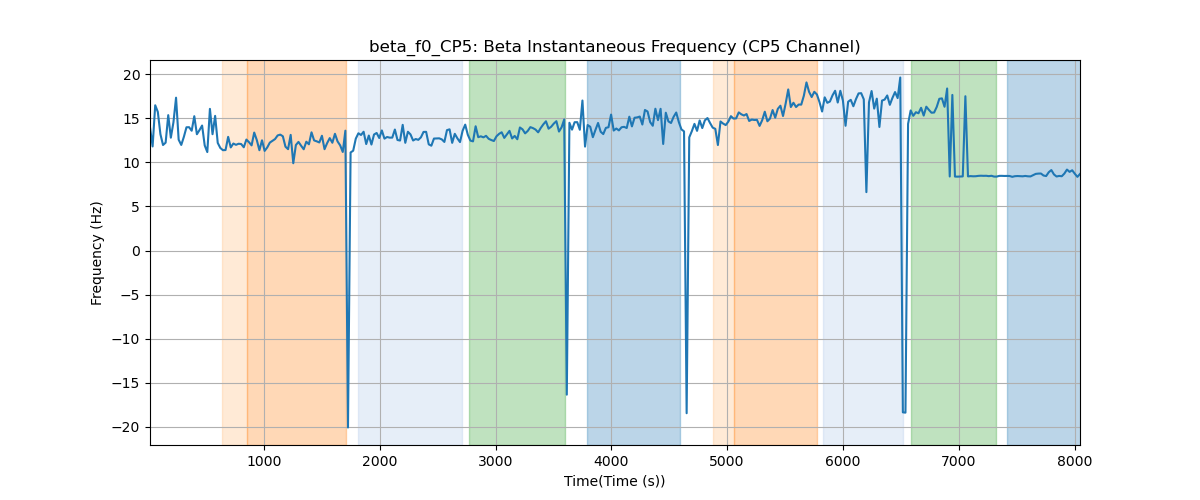 beta_f0_CP5: Beta Instantaneous Frequency (CP5 Channel)
Frequency (Hz)
20
15
10
5
0
−5
−10
−15
−20
1000 2000 3000 4000 5000 6000 7000 8000
Time(Time (s))